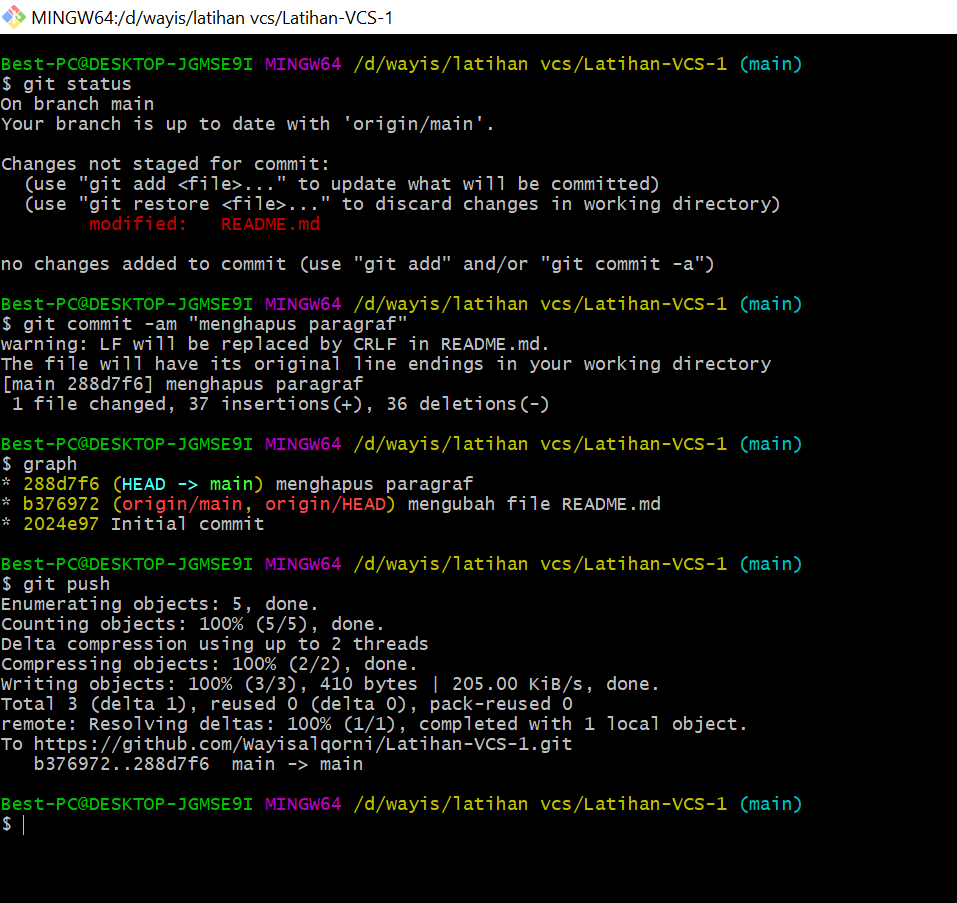 MINGW64:/d/wayis/latihan vcs/Latihan-VCS-1
Best-PC@DESKTOP-JGMSE9I MINGW64 /d/wayis/latihan vcs/Latihan-VCS-1 (main)
$ git status
On branch main
Your branch is up to date with 'origin/main'.
Changes not staged for commit:
  (use "git add <file>..." to update what will be committed)
  (use "git restore <file>..." to discard changes in working directory)
        modified:   README.md
no changes added to commit (use "git add" and/or "git commit -a")
Best-PC@DESKTOP-JGMSE9I MINGW64 /d/wayis/latihan vcs/Latihan-VCS-1 (main)
$ git commit -am "menghapus paragraf"
warning: LF will be replaced by CRLF in README.md.
The file will have its original line endings in your working directory
[main 288d7f6] menghapus paragraf
 1 file changed, 37 insertions(+), 36 deletions(-)
Best-PC@DESKTOP-JGMSE9I MINGW64 /d/wayis/latihan vcs/Latihan-VCS-1 (main)
$ graph
* 288d7f6 (HEAD -> main) menghapus paragraf
* b376972 (origin/main, origin/HEAD) mengubah file README.md
* 2024e97 Initial commit
Best-PC@DESKTOP-JGMSE9I MINGW64 /d/wayis/latihan vcs/Latihan-VCS-1 (main)
$ git push
Enumerating objects: 5, done.
Counting objects: 100% (5/5), done.
Delta compression using up to 2 threads
Compressing objects: 100% (2/2), done.
Writing objects: 100% (3/3), 410 bytes | 205.00 KiB/s, done.
Total 3 (delta 1), reused 0 (delta 0), pack-reused 0
remote: Resolving deltas: 100% (1/1), completed with 1 local object.
To https://github.com/Wayisalqorni/Latihan-VCS-1.git
   b376972..288d7f6  main -> main
Best-PC@DESKTOP-JGMSE9I MINGW64 /d/wayis/latihan vcs/Latihan-VCS-1 (main)
$